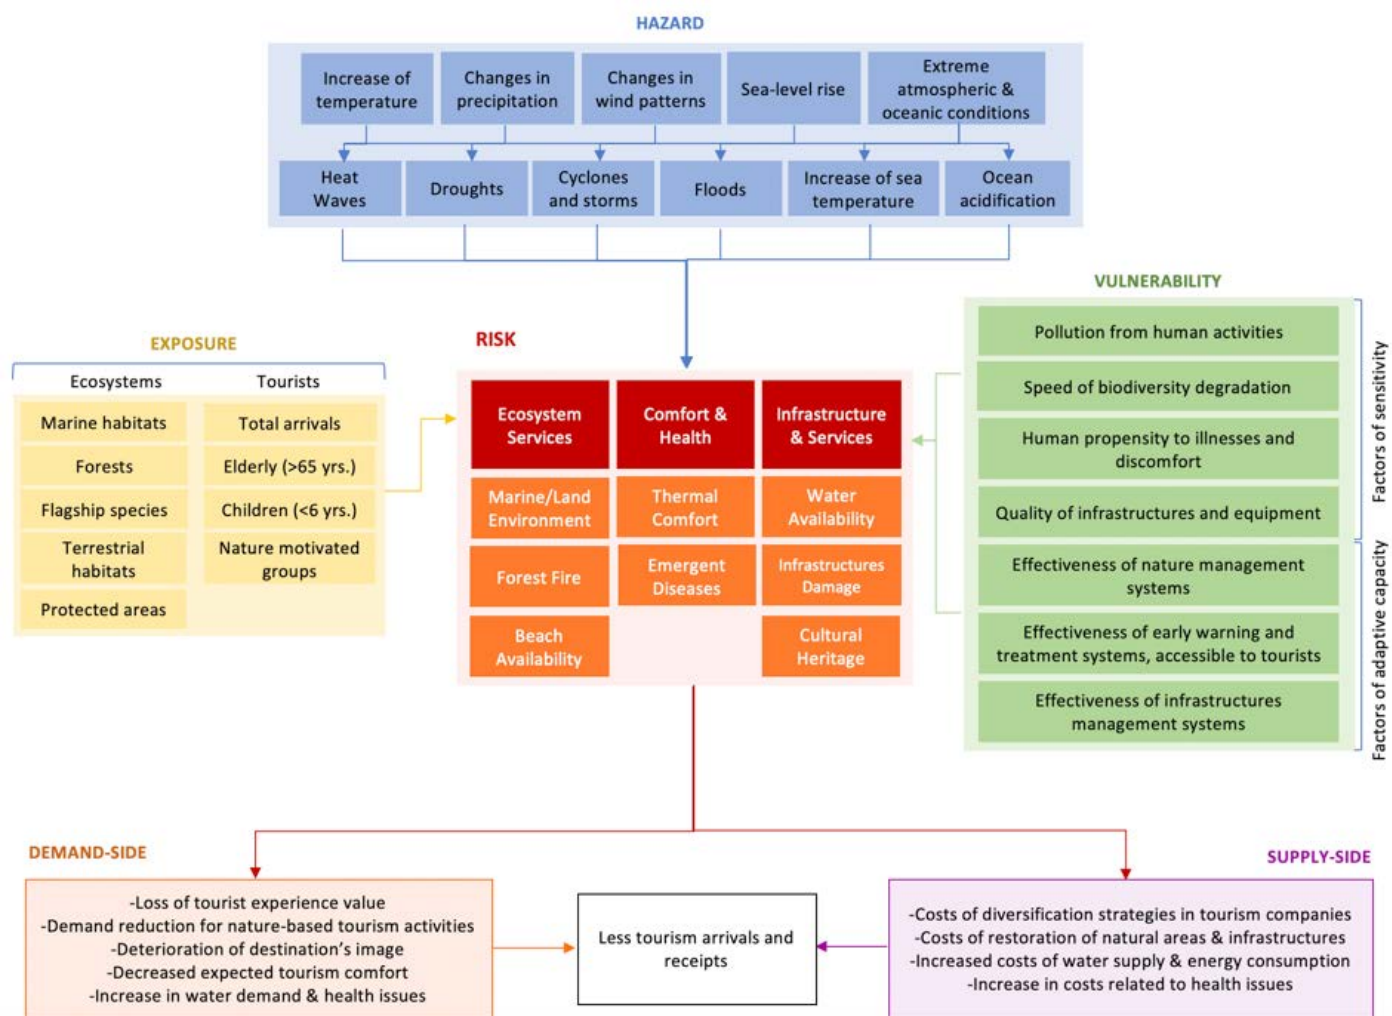 HAZARD
Increase of
temperature
Changes in
precipitation
Changes in
wind patterns
Sea-level rise
Extreme
atmospheric &
oceanic conditions
Heat
Waves
Droughts
Cyclones
and storms
Floods
Increase of sea
temperature
Ocean
acidification
EXPOSURE
Ecosystems
Tourists
Marine habitats
Forests
Flagship species
Terrestrial
habitats
Protected areas
Total arrivals
Elderly (>65 yrs.)
Children (<6 yrs.)
Nature motivated
groups
RISK
Ecosystem
Services
Marine/Land
Environment
Forest Fire
Beach
Availability
Comfort &
Health
Thermal
Comfort
Emergent
Diseases
Infrastructure
& Services
Water
Availability
Infrastructures
Damage
Cultural
Heritage
VULNERABILITY
Pollution from human activities
Speed of biodiversity degradation
Human propensity to illnesses and
discomfort
Quality of infrastructures and equipment
Effectiveness of nature management
systems
Effectiveness of early warning and
treatment systems, accessible to tourists
Effectiveness of infrastructures
management systems
Factors of sensitivity
Factors of adaptive capacity
DEMAND-SIDE
-Loss of tourist experience value
-Demand reduction for nature-based tourism activities
-Deterioration of destination's image
-Decreased expected tourism comfort
-Increase in water demand & health issues
Less tourism arrivals and
receipts
SUPPLY-SIDE
-Costs of diversification strategies in tourism companies
-Costs of restoration of natural areas & infrastructures
-Increased costs of water supply & energy consumption
-Increase in costs related to health issues